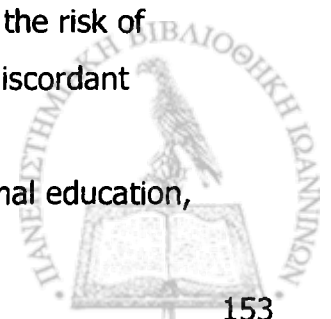 the risk of
iscordant
nal education,
ΠΑΝΕΠΙΣΤΗΜΙΑΚΗ ΒΙΒΛΙΟΘΗΚΗ ΙΩΑΝΝΙΝΩΝ
153